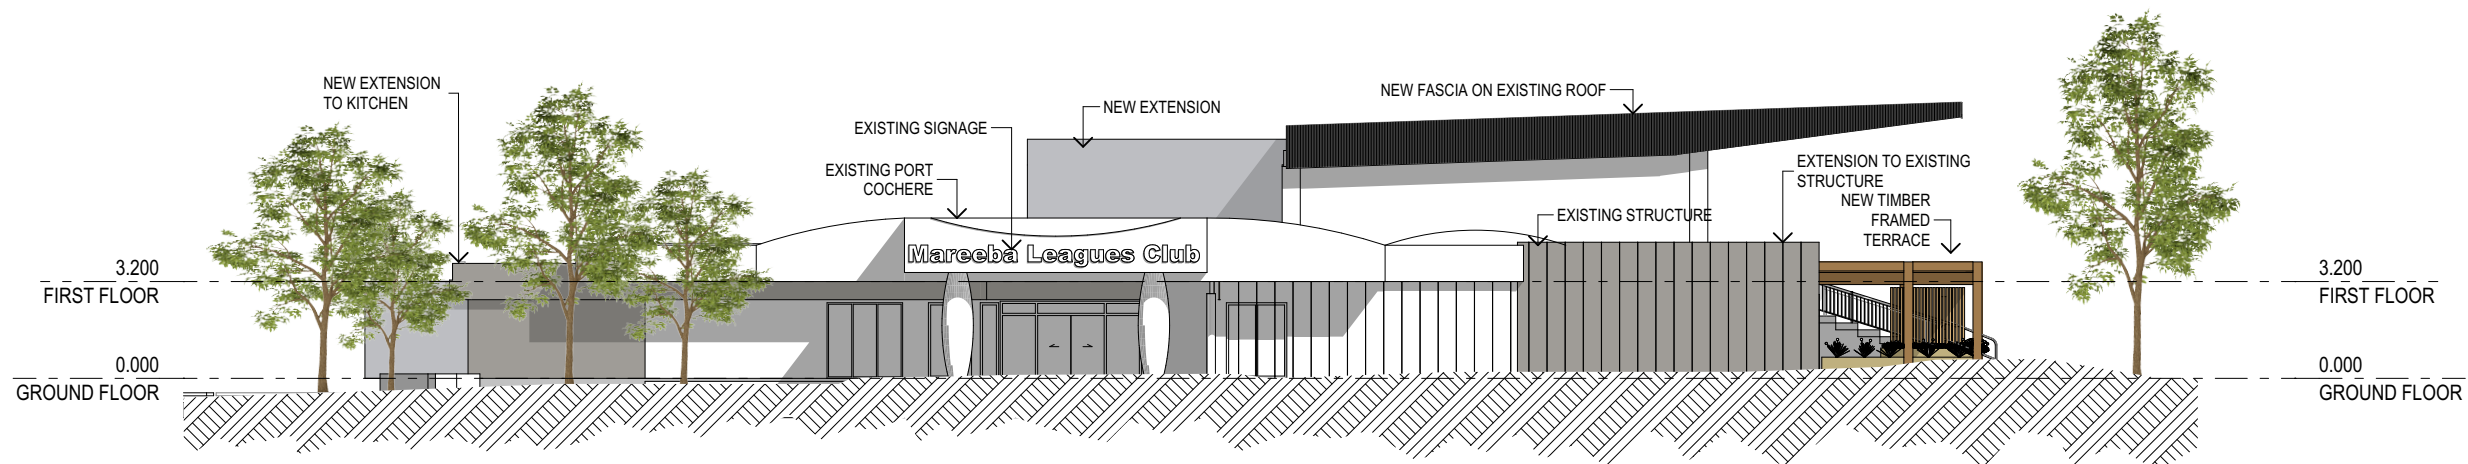 NEW EXTENSION
TO KITCHEN
EXISTING PORT
COCHERE
EXISTING SIGNAGE
NEW EXTENSION
NEW FASCIA ON EXISTING ROOF
EXISTING STRUCTURE
EXTENSION TO EXISTING
STRUCTURE
NEW TIMBER
FRAMED
TERRACE
Mareeba Leagues Club
3.200
FIRST FLOOR
0.000
GROUND FLOOR
3.200
FIRST FLOOR
0.000
GROUND FLOOR